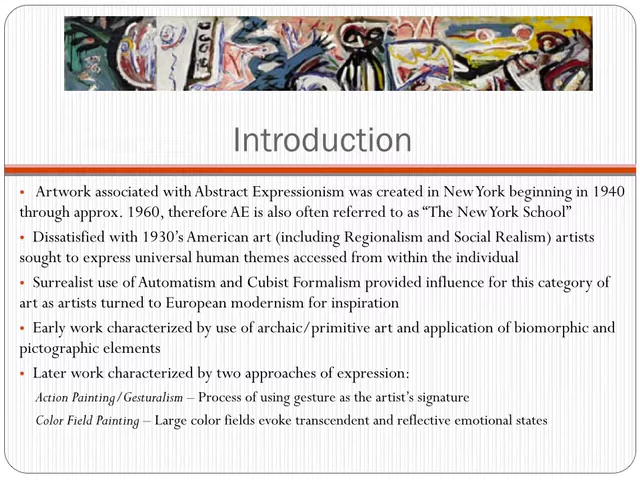 Introduction
• Artwork associated with Abstract Expressionism was created in New York beginning in 1940
through approx. 1960, therefore AE is also often referred to as “The New York School”
• Dissatisfied with 1930’s American art (including Regionalism and Social Realism) artists
sought to express universal human themes accessed from within the individual
• Surrealist use of Automatism and Cubist Formalism provided influence for this category of
art as artists turned to European modernism for inspiration
• Early work characterized by use of archaic/primitive art and application of biomorphic and
pictographic elements
• Later work characterized by two approaches of expression:
Action Painting/Gesturalism – Process of using gesture as the artist’s signature
Color Field Painting – Large color fields evoke transcendent and reflective emotional states